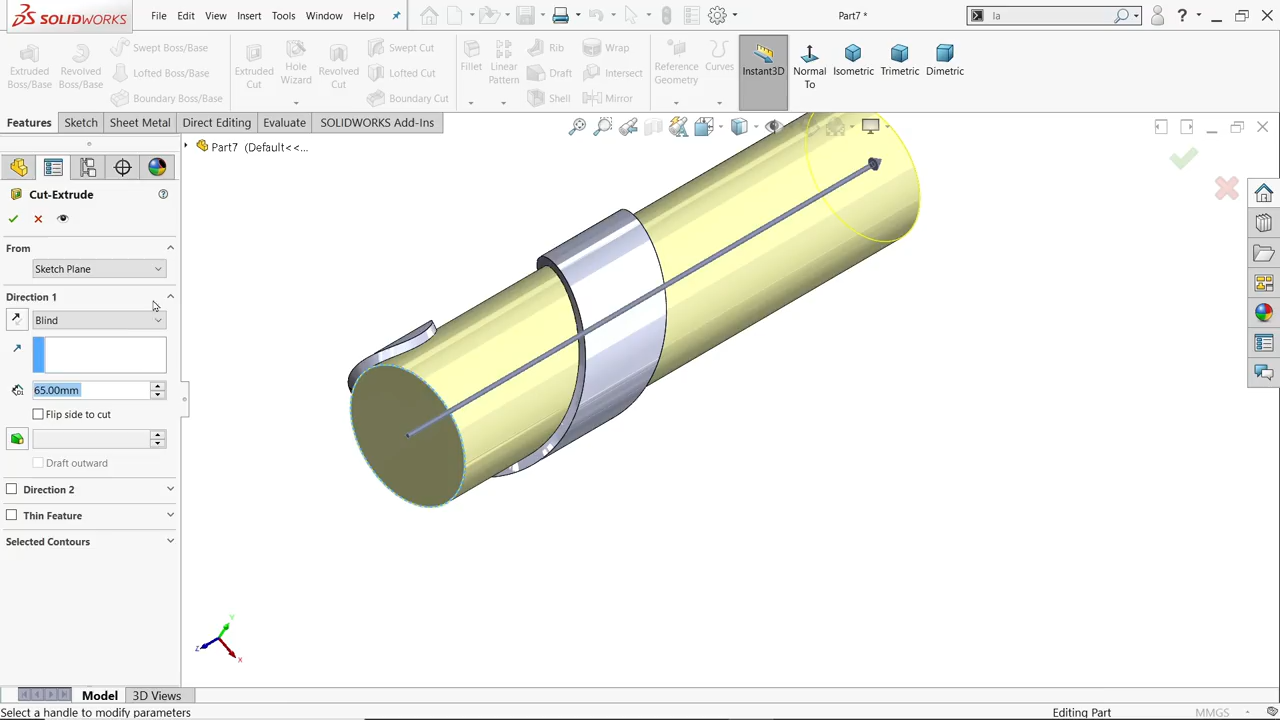 SOLIDWORKS File Edit View Insert Tools Window Help la ?
Extruded Boss/Base Revolved Boss/Base Swept Boss/Base Lofted Boss/Base Boundary Boss/Base Extruded Cut Hole Wizard Revolved Cut Swept Cut Lofted Cut Boundary Cut Fillet Linear Pattern Rib Draft Shell Wrap Intersect Mirror Reference Geometry Curves Instant3D Normal To Isometric Trimetric Dimetric
Features Sketch Sheet Metal Direct Editing Evaluate SOLIDWORKS Add-Ins
Part7 *
Part7 (Default<<...
Cut-Extrude
From
Sketch Plane
Direction 1
Blind
65.00mm
Flip side to cut
Draft outward
Direction 2
Thin Feature
Selected Contours
Y
Z
X
Model 3D Views
Select a handle to modify parameters Editing Part MMGS